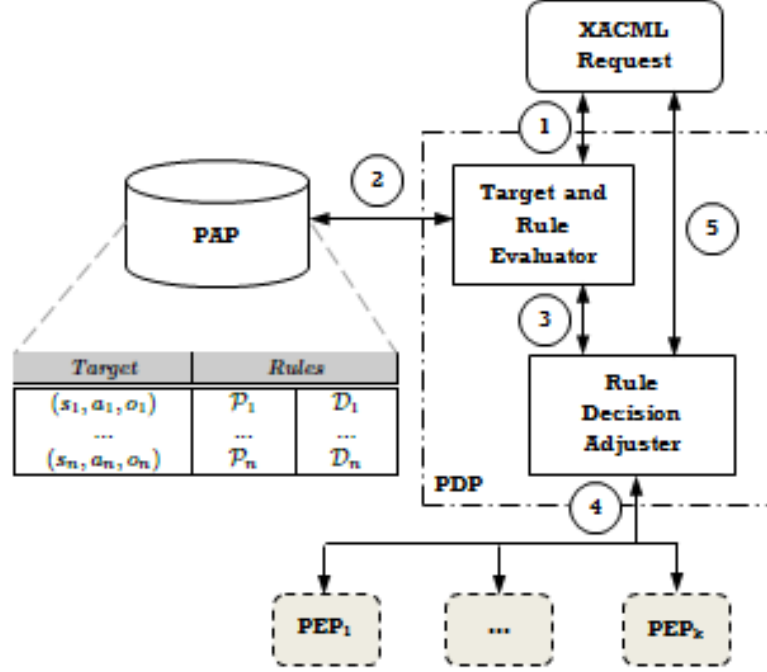 XACML
Request
1
2
Target and
Rule
Evaluator
PAP
5
3
Target Rules
(s₁, a₁, o₁) 𝒫₁ 𝒟₁
... ... ...
(sₙ, aₙ, oₙ) 𝒫ₙ 𝒟ₙ
Rule
Decision
Adjuster
PDP
4
PEP₁
...
PEPₖ